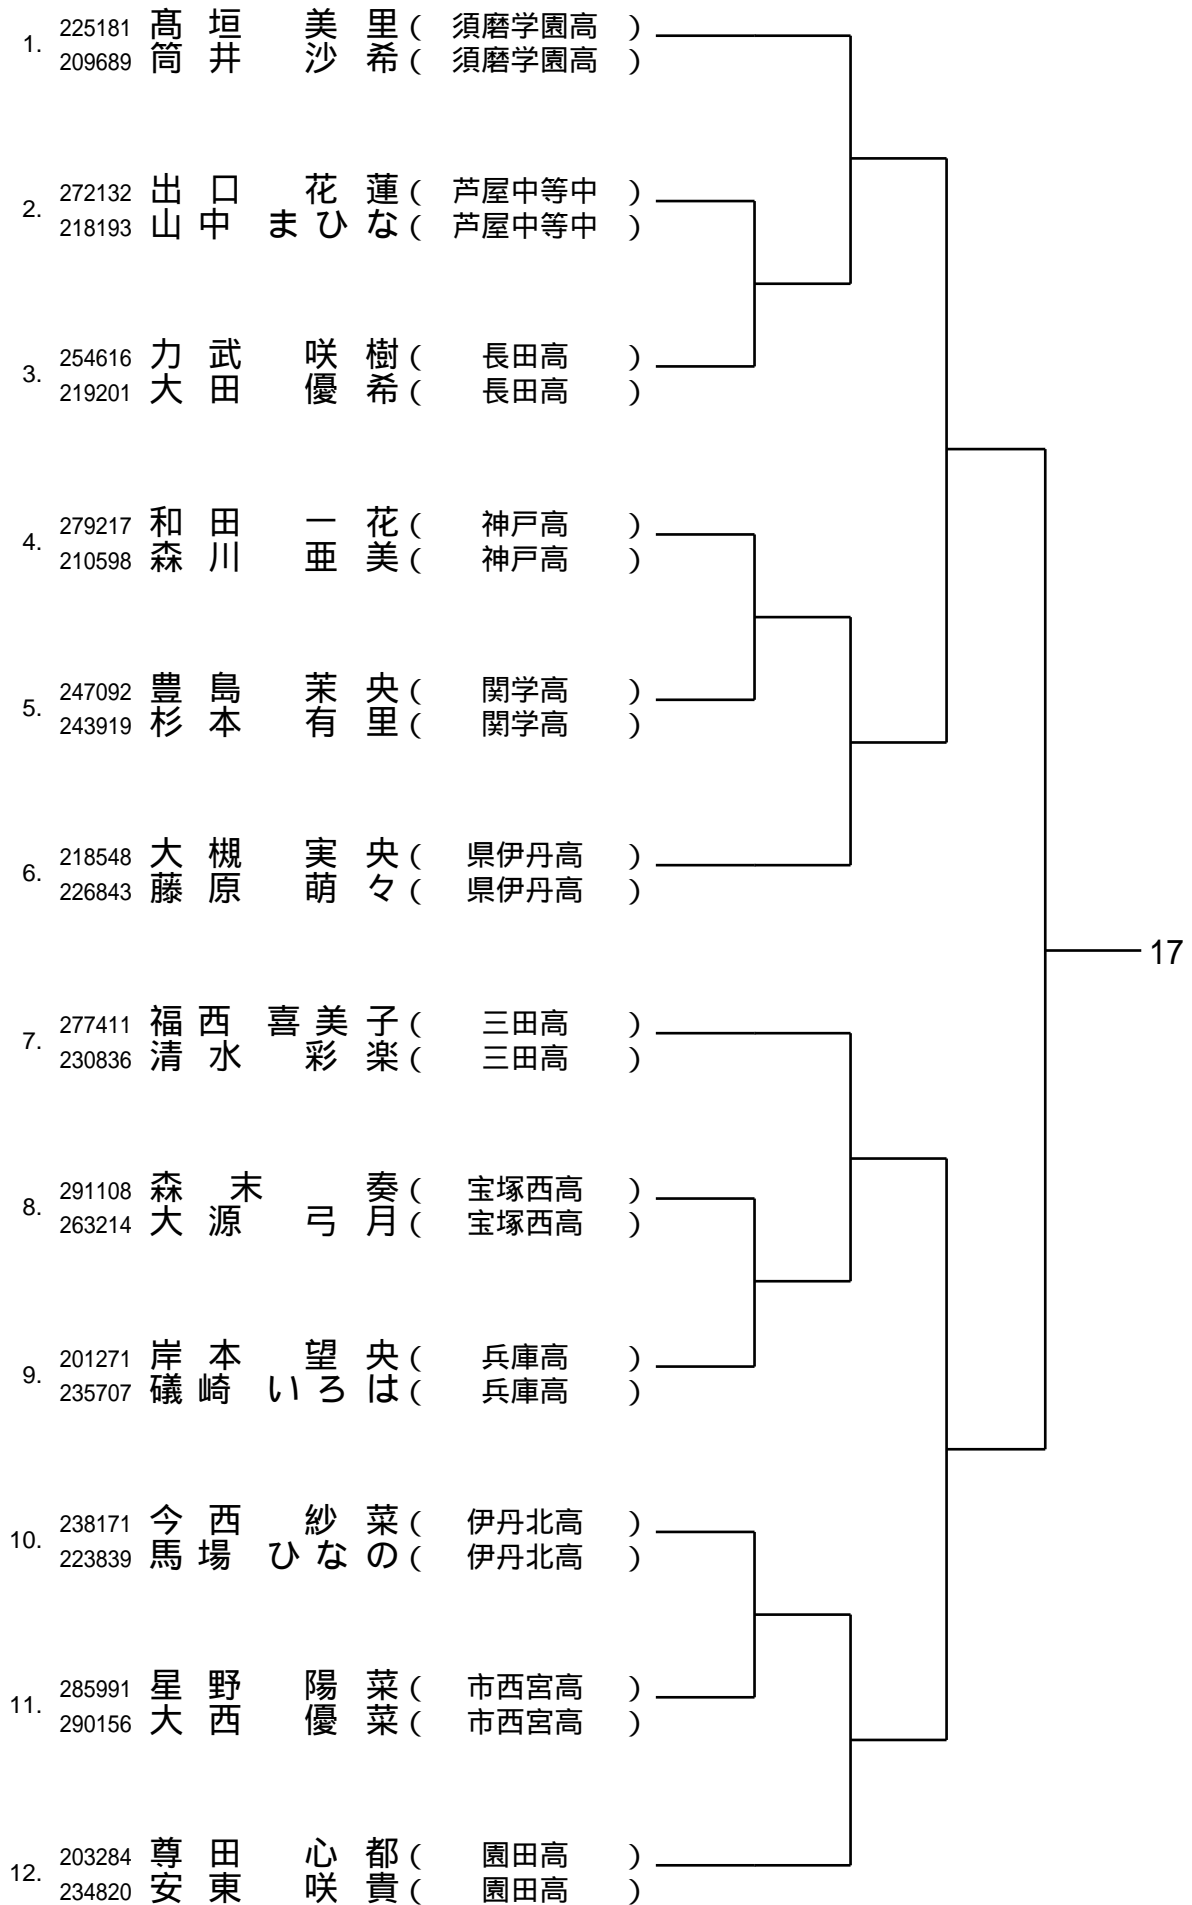 1. 225181 髙垣 美里 ( 須磨学園高 )
209689 筒井 沙希 ( 須磨学園高 )
2. 272132 出口 花蓮 ( 芦屋中等中 )
218193 山中 まひな ( 芦屋中等中 )
3. 254616 力武 咲樹 ( 長田高 )
219201 大田 優希 ( 長田高 )
4. 279217 和田 一花 ( 神戸高 )
210598 森川 亜美 ( 神戸高 )
5. 247092 豊島 茉央 ( 関学高 )
243919 杉本 有里 ( 関学高 )
6. 218548 大槻 実央 ( 県伊丹高 )
226843 藤原 萌々 ( 県伊丹高 )
17
7. 277411 福西 喜美子 ( 三田高 )
230836 清水 彩楽 ( 三田高 )
8. 291108 森末 奏 ( 宝塚西高 )
263214 大源 弓月 ( 宝塚西高 )
9. 201271 岸本 望央 ( 兵庫高 )
235707 礒崎 いろは ( 兵庫高 )
10. 238171 今西 紗菜 ( 伊丹北高 )
223839 馬場 ひなの ( 伊丹北高 )
11. 285991 星野 陽菜 ( 市西宮高 )
290156 大西 優菜 ( 市西宮高 )
12. 203284 尊田 心都 ( 園田高 )
234820 安東 咲貴 ( 園田高 )